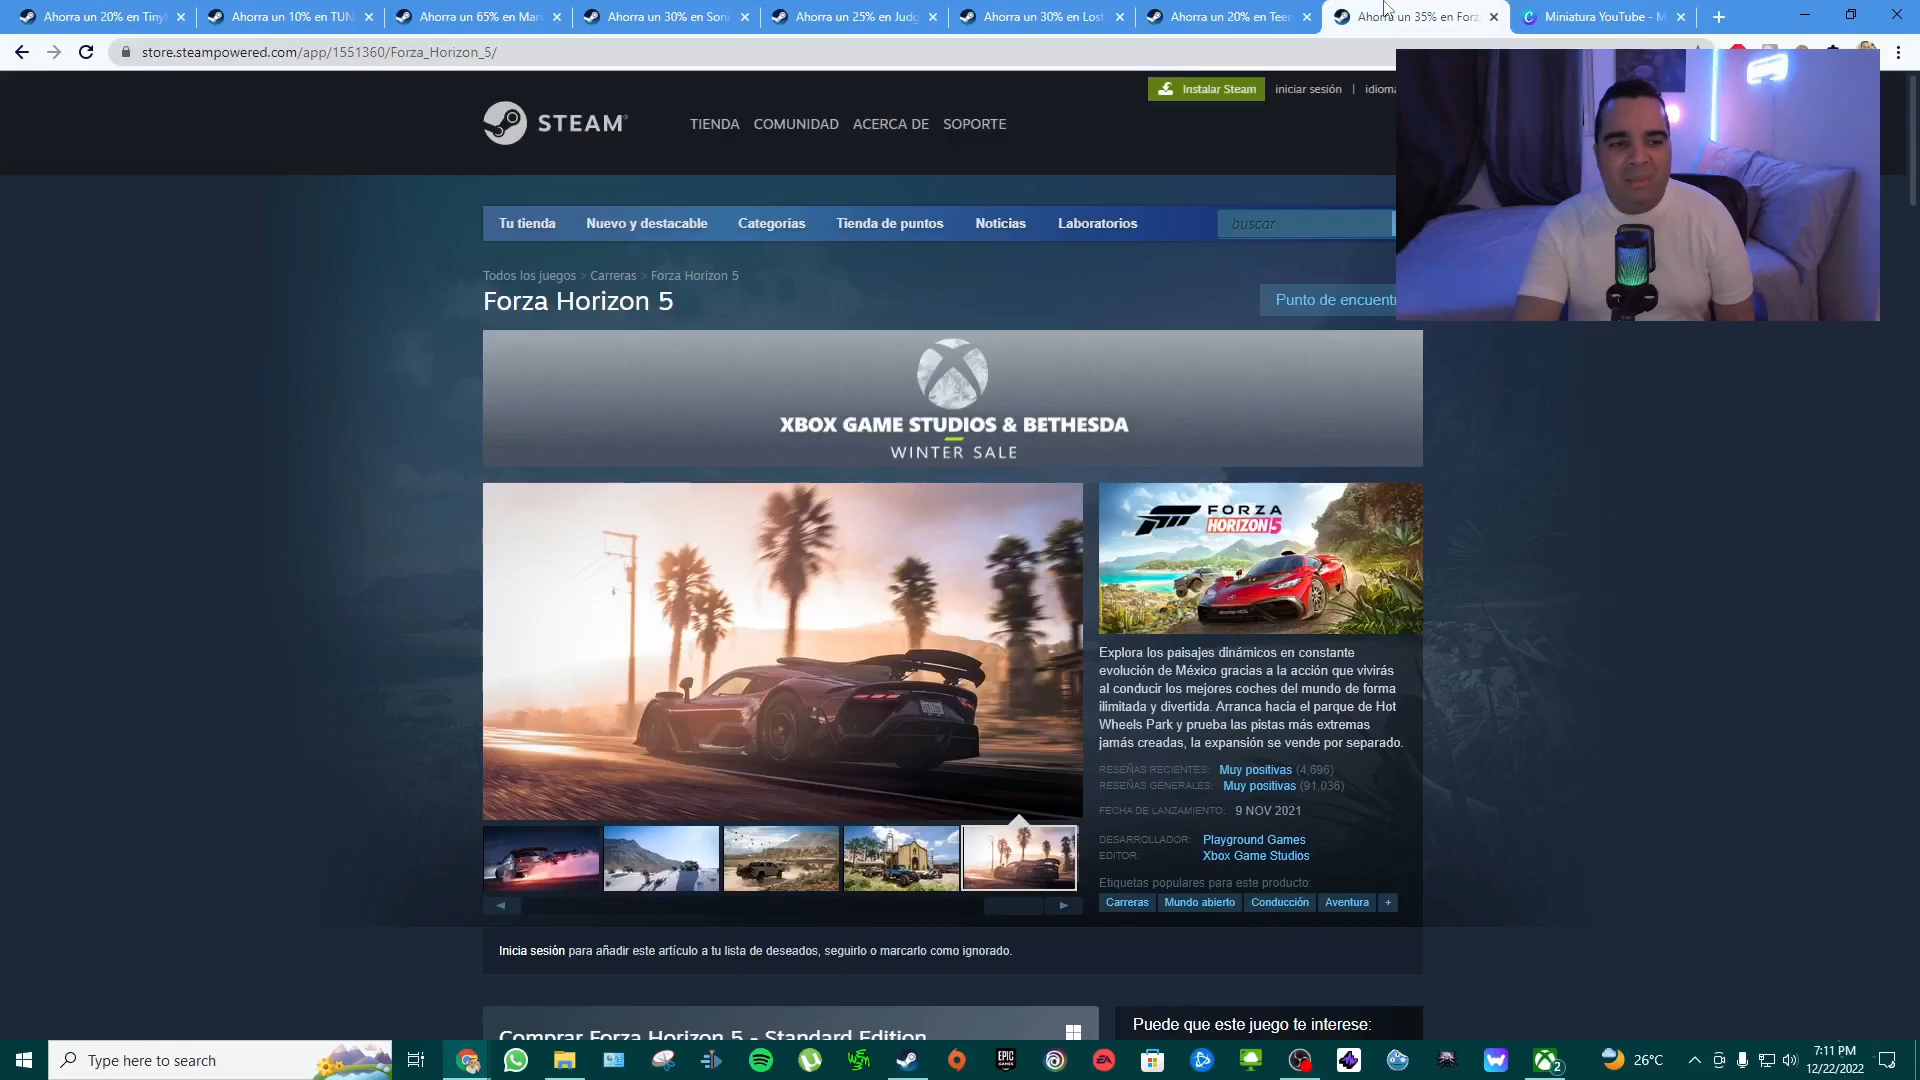 Ahorra un 20% en Tiny
Ahorra un 10% en TUN
Ahorra un 65% en Mar
Ahorra un 30% en Soni
Ahorra un 25% en Judg
Ahorra un 30% en Lost
Ahorra un 20% en Teen
Ahorra un 35% en Forz
Miniatura YouTube - M
store.steampowered.com/app/1551360/Forza_Horizon_5/
Instalar Steam
iniciar sesión | idioma
STEAM
TIENDA COMUNIDAD ACERCA DE SOPORTE
Tu tienda Nuevo y destacable Categorías Tienda de puntos Noticias Laboratorios buscar
Todos los juegos > Carreras > Forza Horizon 5
Forza Horizon 5
Punto de encuentr
XBOX GAME STUDIOS & BETHESDA
WINTER SALE
FORZA
HORIZON 5
Explora los paisajes dinámicos en constante
evolución de México gracias a la acción que vivirás
al conducir los mejores coches del mundo de forma
ilimitada y divertida. Arranca hacia el parque de Hot
Wheels Park y prueba las pistas más extremas
jamás creadas, la expansión se vende por separado.
RESEÑAS RECIENTES: Muy positivas (4,696)
RESEÑAS GENERALES: Muy positivas (91,036)
FECHA DE LANZAMIENTO: 9 NOV 2021
DESARROLLADOR: Playground Games
EDITOR: Xbox Game Studios
Etiquetas populares para este producto:
Carreras Mundo abierto Conducción Aventura +
Inicia sesión para añadir este artículo a tu lista de deseados, seguirlo o marcarlo como ignorado.
Comprar Forza Horizon 5 - Standard Edition
Puede que este juego te interese:
Type here to search
EPIC GAMES
EA
2
26°C
7:11 PM
12/22/2022